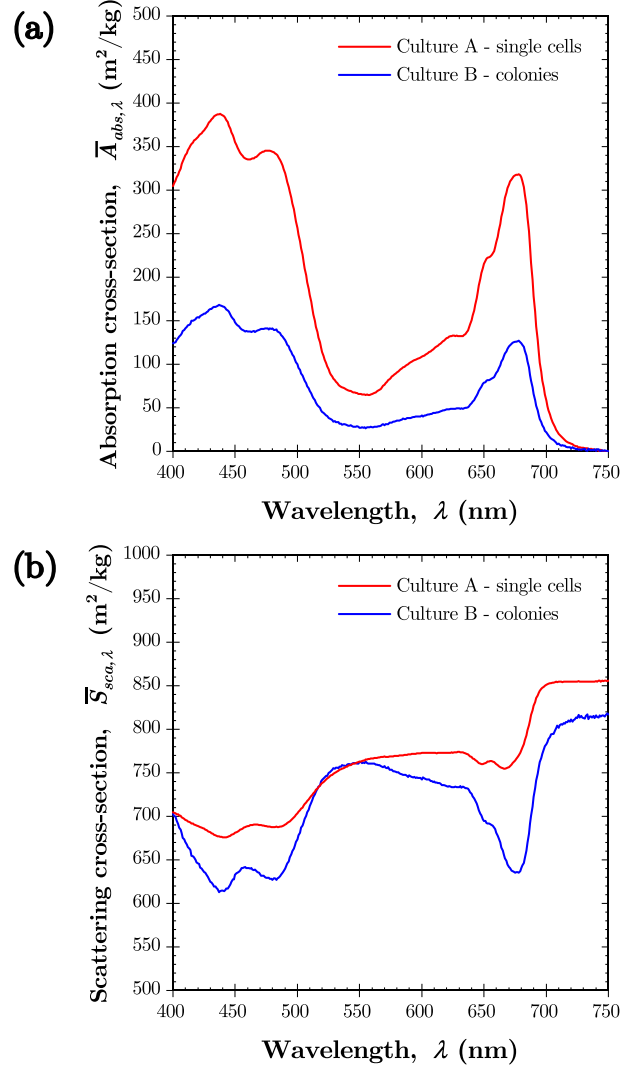 (a)
Absorption cross-section, A̅abs,λ (m²/kg)
500
450
400
350
300
250
200
150
100
50
0
Culture A - single cells
Culture B - colonies
400 450 500 550 600 650 700 750
Wavelength, λ (nm)
(b)
Scattering cross-section, S̅sca,λ (m²/kg)
1000
950
900
850
800
750
700
650
600
550
500
Culture A - single cells
Culture B - colonies
400 450 500 550 600 650 700 750
Wavelength, λ (nm)